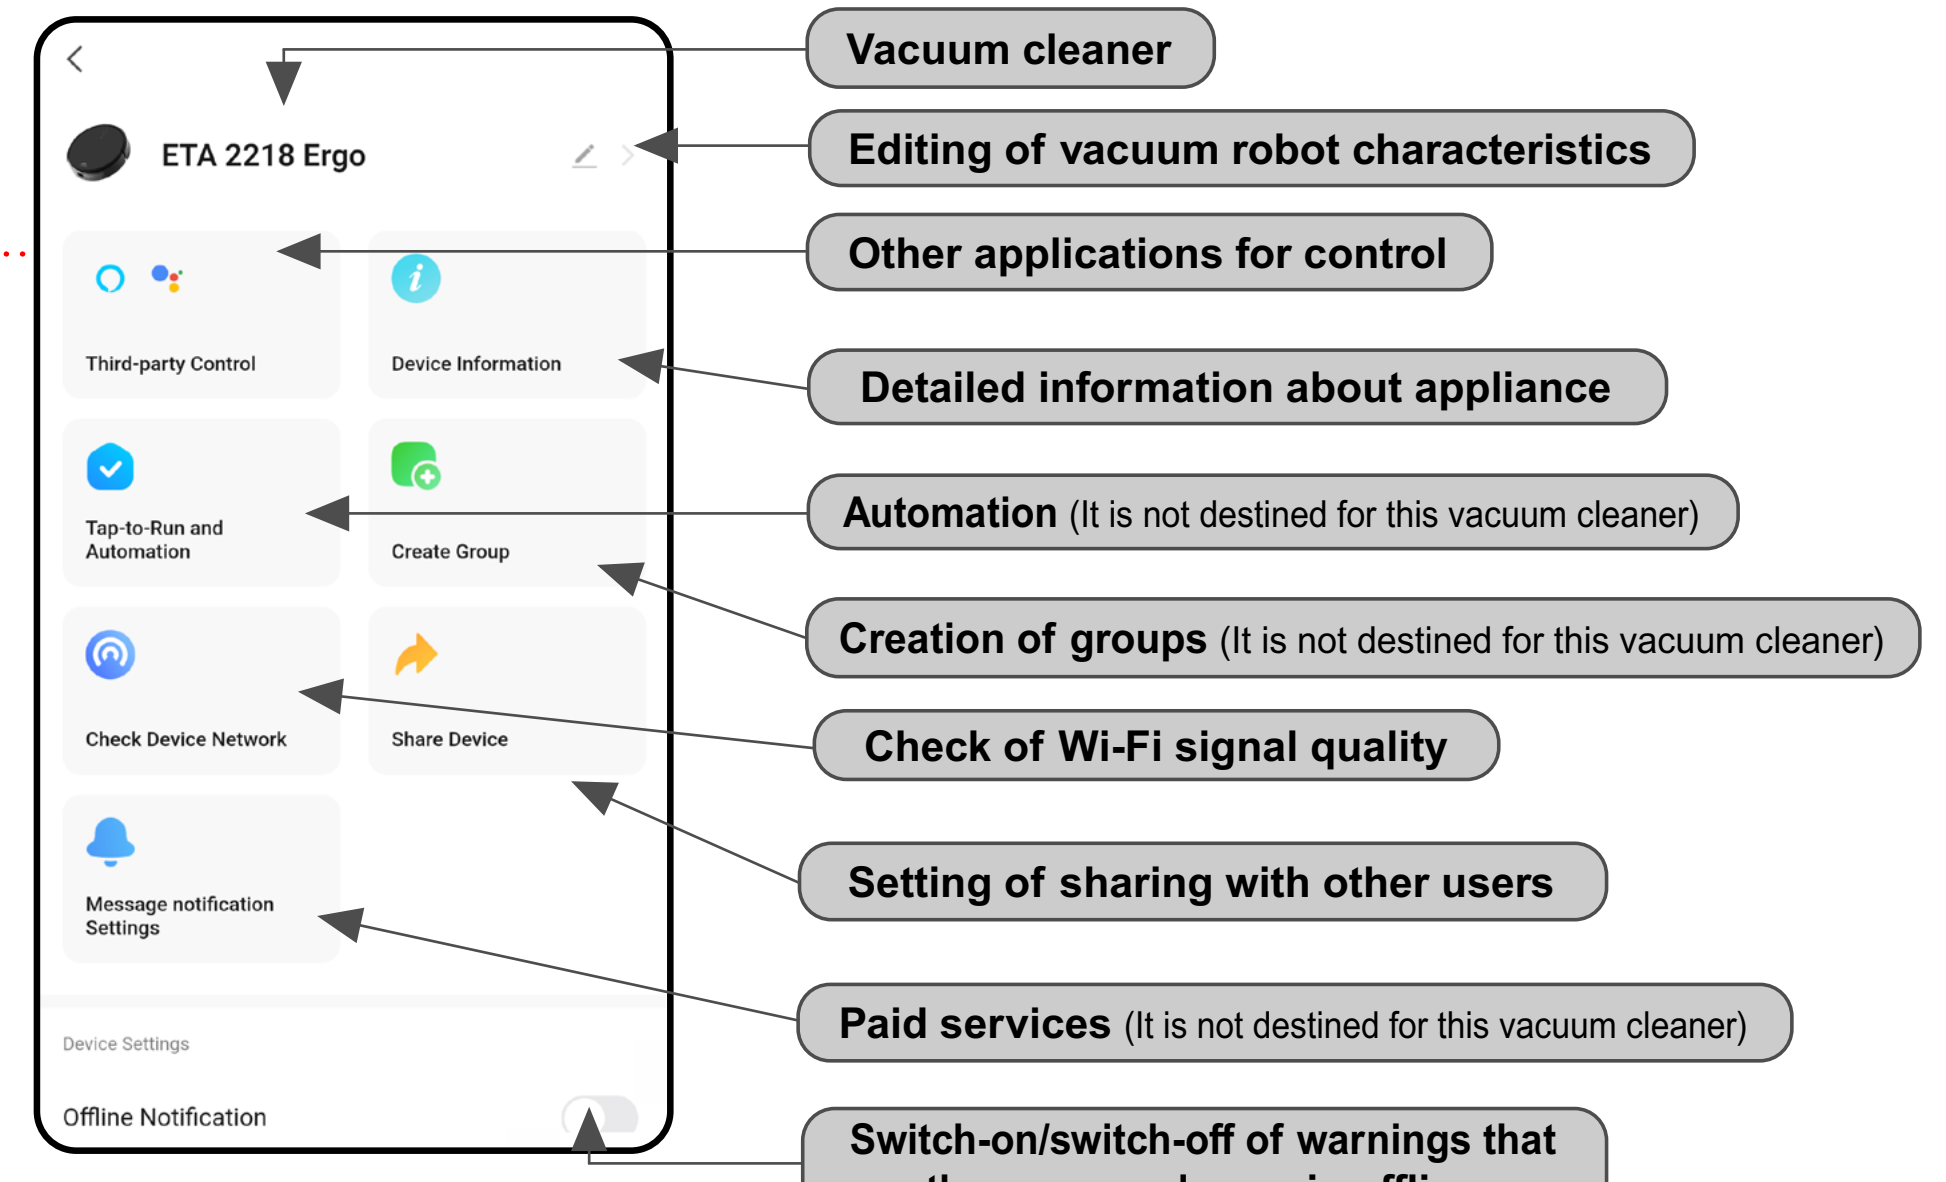 Vacuum cleaner
ETA 2218 Ergo
Editing of vacuum robot characteristics
Other applications for control
Third-party Control
Device Information
Detailed information about appliance
Tap-to-Run and
Automation
Create Group
Automation (It is not destined for this vacuum cleaner)
Creation of groups (It is not destined for this vacuum cleaner)
Check Device Network
Share Device
Check of Wi-Fi signal quality
Setting of sharing with other users
Message notification
Settings
Paid services (It is not destined for this vacuum cleaner)
Device Settings
Offline Notification
Switch-on/switch-off of warnings that